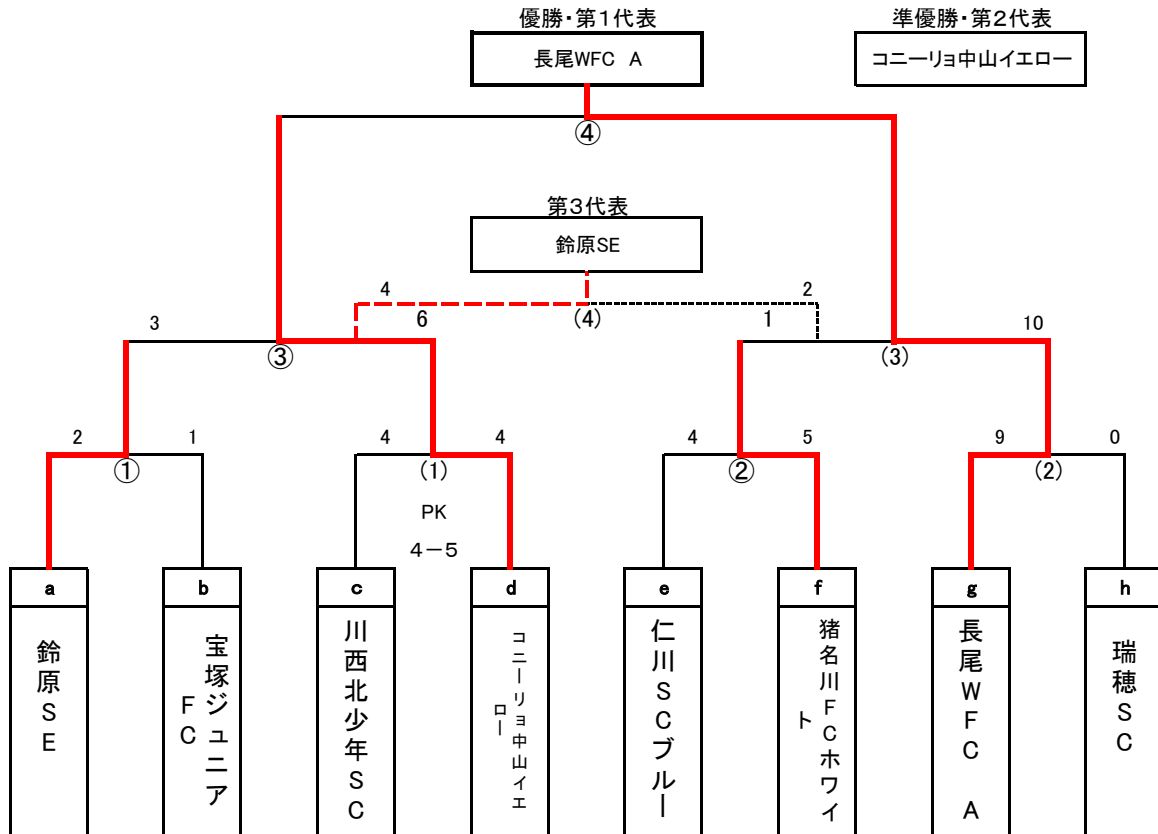 優勝・第1代表
準優勝・第2代表
長尾WFC A
コニーリョ中山イエロー
④
第3代表
鈴原SE
4
2
3
6
(4)
1
10
③
(3)
2
1
4
4
4
5
9
0
①
(1)
②
(2)
PK
4-5
a
b
c
d
e
f
g
h
鈴原SE
宝塚ジュニア
FC
川西北少年SC
コニーリョ中山イエ
ロー
仁川SCブルー
猪名川FCホワイ
ト
長尾WFC A
瑞穂SC